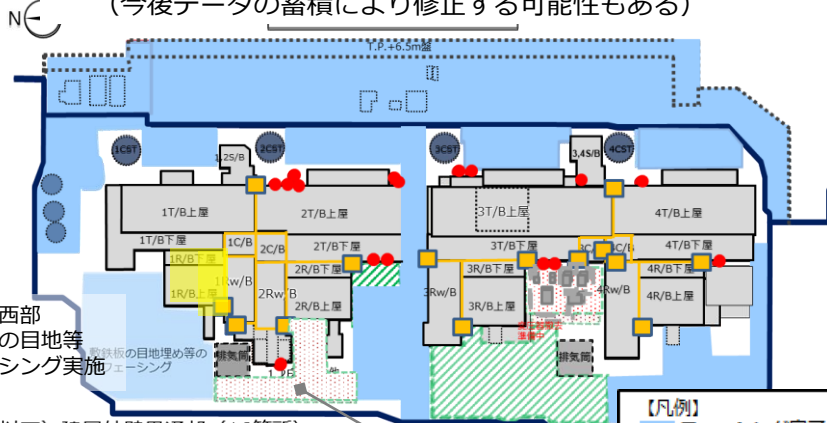 （今後データの蓄積により修正する可能性もある）
N
T.P.+6.5m盤
1CST
1,2S/B
2CST
3CST
3,4S/B
4CST
1T/B上屋
2T/B上屋
3T/B上屋
4T/B上屋
1T/B下屋
1C/B
2C/B
2T/B下屋
3T/B下屋
4T/B下屋
1R/B下屋
2R/B下屋
3R/B下屋
4R/B下屋
1R/B上屋
1Rw/B
2Rw/B
2R/B上屋
3Rw/B
3R/B上屋
4Rw/B
4R/B上屋
西部
の目地等
シング実施
敷鉄板の目地埋め等の
フェーシング
排気筒
準備中
排気筒
【凡例】